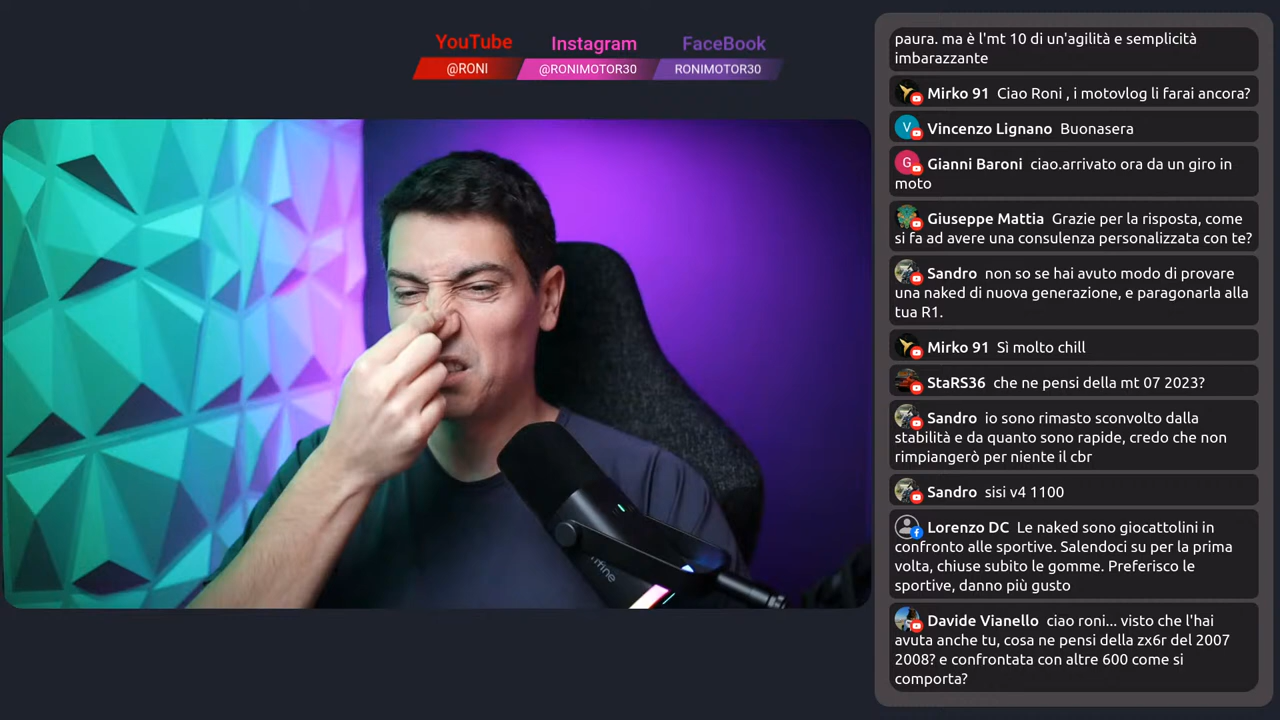 YouTube
@RONI
Instagram
@RONIMOTOR30
FaceBook
RONIMOTOR30
paura. ma è l'mt 10 di un'agilità e semplicità
imbarazzante
Mirko 91 Ciao Roni , i motovlog li farai ancora?
V Vincenzo Lignano Buonasera
G Gianni Baroni ciao.arrivato ora da un giro in
moto
Giuseppe Mattia Grazie per la risposta, come
si fa ad avere una consulenza personalizzata con te?
Sandro non so se hai avuto modo di provare
una naked di nuova generazione, e paragonarla alla
tua R1.
Mirko 91 Sì molto chill
StaRS36 che ne pensi della mt 07 2023?
Sandro io sono rimasto sconvolto dalla
stabilità e da quanto sono rapide, credo che non
rimpiangerò per niente il cbr
Sandro sisi v4 1100
Lorenzo DC Le naked sono giocattolini in
confronto alle sportive. Salendoci su per la prima
volta, chiuse subito le gomme. Preferisco le
sportive, danno più gusto
Davide Vianello ciao roni... visto che l'hai
avuta anche tu, cosa ne pensi della zx6r del 2007
2008? e confrontata con altre 600 come si
comporta?